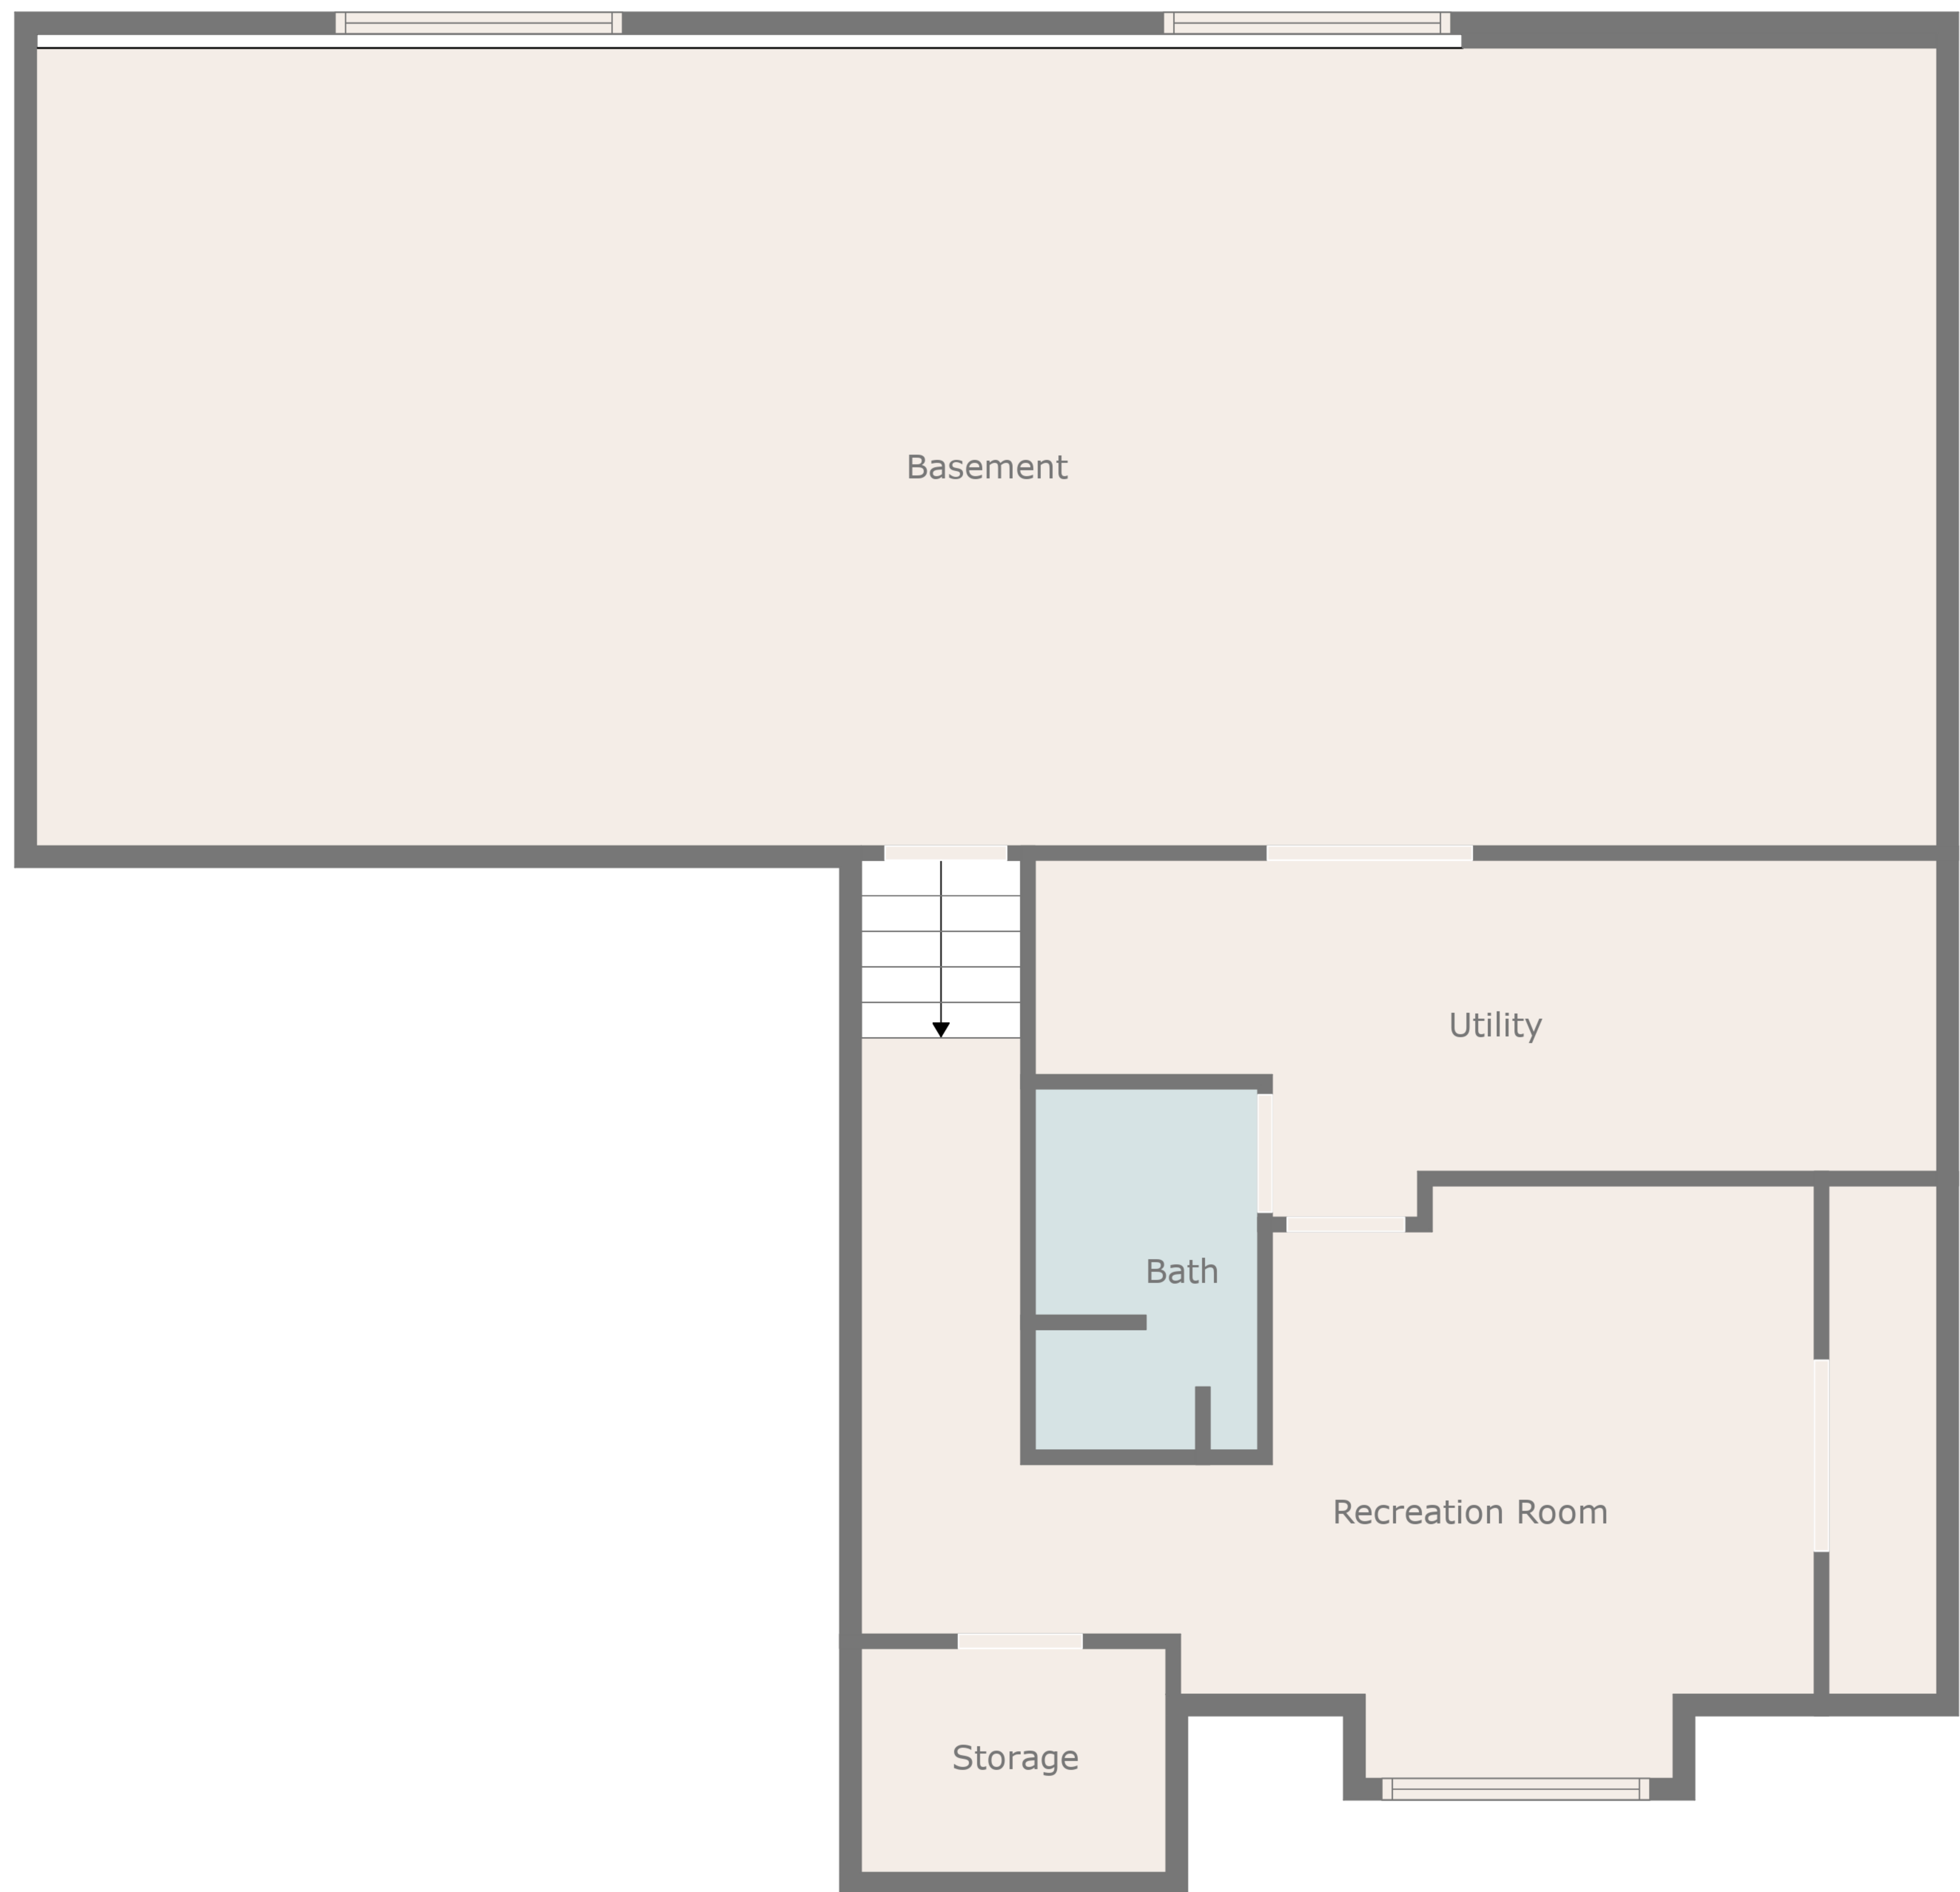 Basement
Utility
Bath
Recreation Room
Storage